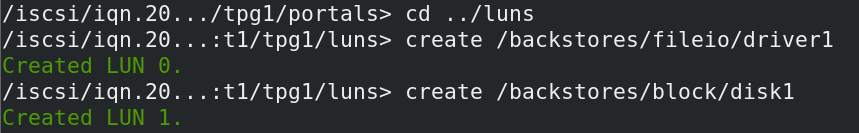 /iscsi/iqn.20.../tpg1/portals> cd ../luns
/iscsi/iqn.20...:t1/tpg1/luns> create /backstores/fileio/driver1
Created LUN 0.
/iscsi/iqn.20...:t1/tpg1/luns> create /backstores/block/disk1
Created LUN 1.